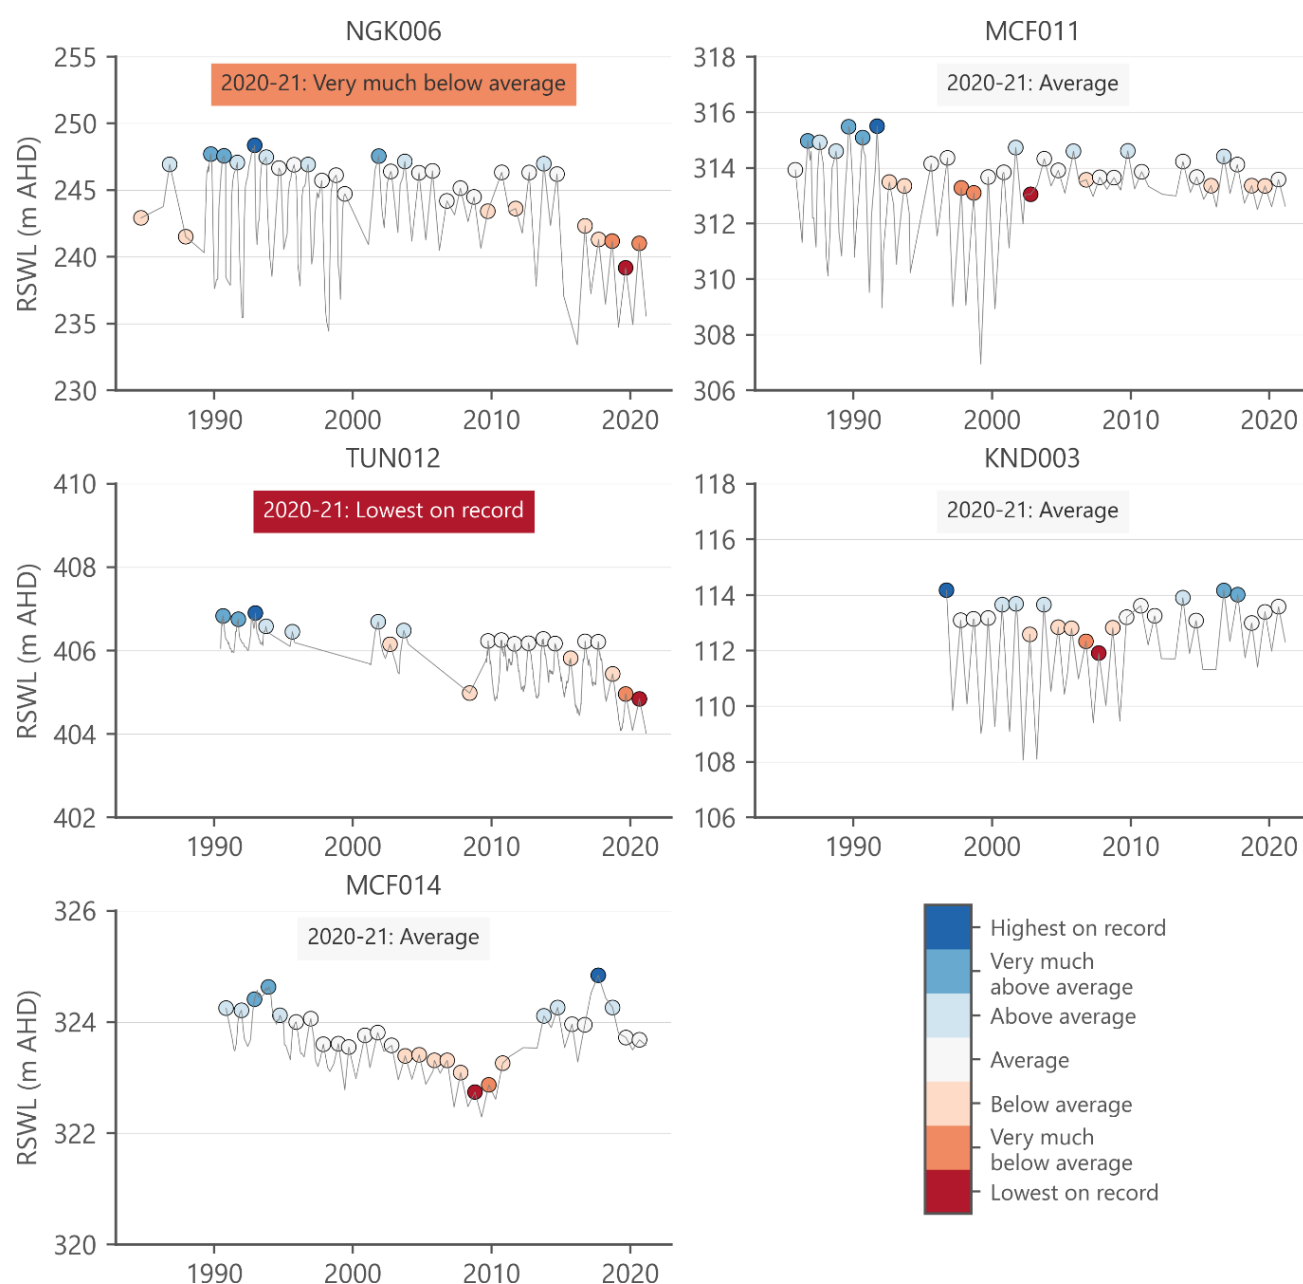 NGK006
2020-21: Very much below average
RSWL (m AHD)
255
250
245
240
235
230
1990 2000 2010 2020
MCF011
2020-21: Average
318
316
314
312
310
308
306
1990 2000 2010 2020
TUN012
2020-21: Lowest on record
RSWL (m AHD)
410
408
406
404
402
1990 2000 2010 2020
KND003
2020-21: Average
118
116
114
112
110
108
106
1990 2000 2010 2020
MCF014
2020-21: Average
RSWL (m AHD)
326
324
322
320
1990 2000 2010 2020
Highest on record
Very much
above average
Above average
Average
Below average
Very much
below average
Lowest on record